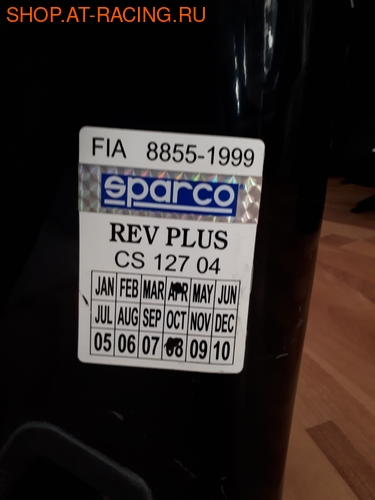 SHOP.AT-RACING.RU
FIA 8855-1999
sparco
REV PLUS
CS 127 04
JAN FEB MAR APR MAY JUN
JUL AUG SEP OCT NOV DEC
05 06 07 08 09 10